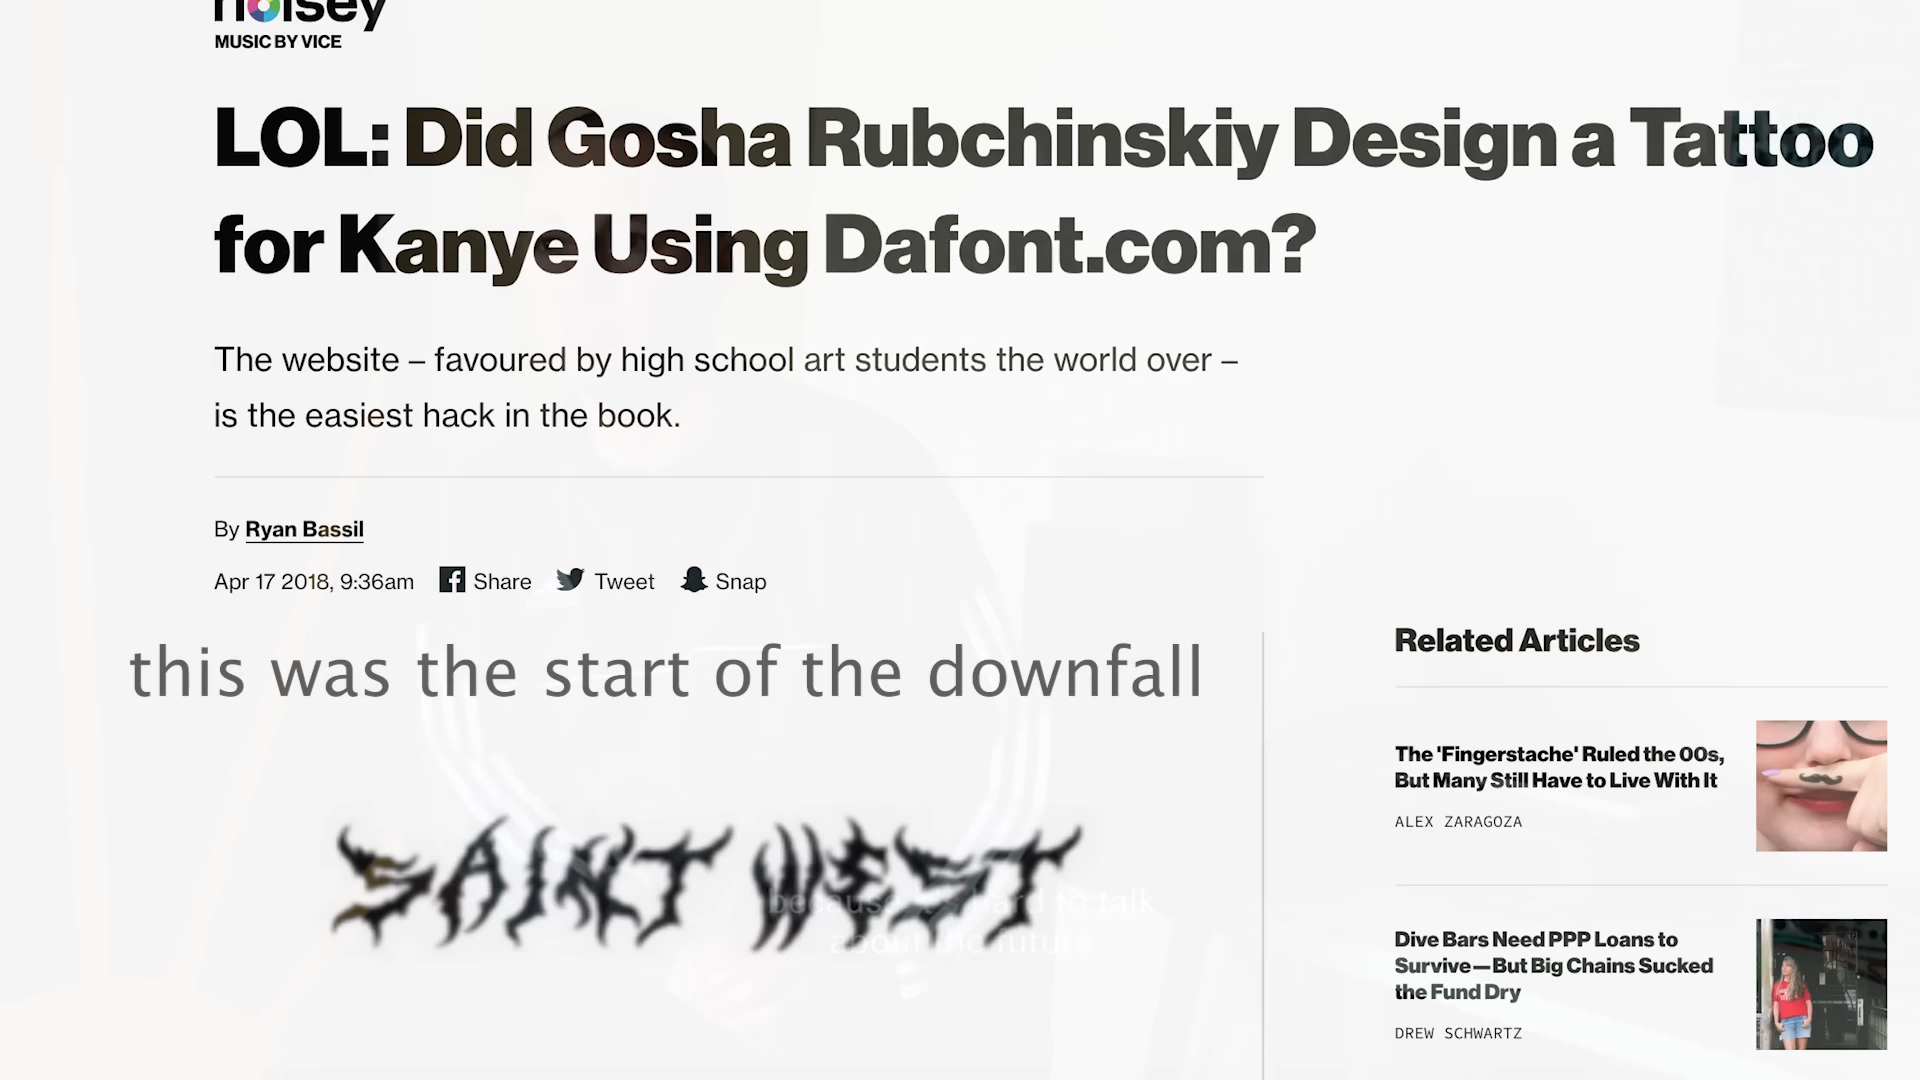 noisey
MUSIC BY VICE
LOL: Did Gosha Rubchinskiy Design a Tattoo
for Kanye Using Dafont.com?
The website – favoured by high school art students the world over –
is the easiest hack in the book.
By Ryan Bassil
Apr 17 2018, 9:36am Share Tweet Snap
this was the start of the downfall
SAINT WEST
because it's hard to talk
about the future
Related Articles
The 'Fingerstache' Ruled the 00s,
But Many Still Have to Live With It
ALEX ZARAGOZA
Dive Bars Need PPP Loans to
Survive—But Big Chains Sucked
the Fund Dry
DREW SCHWARTZ